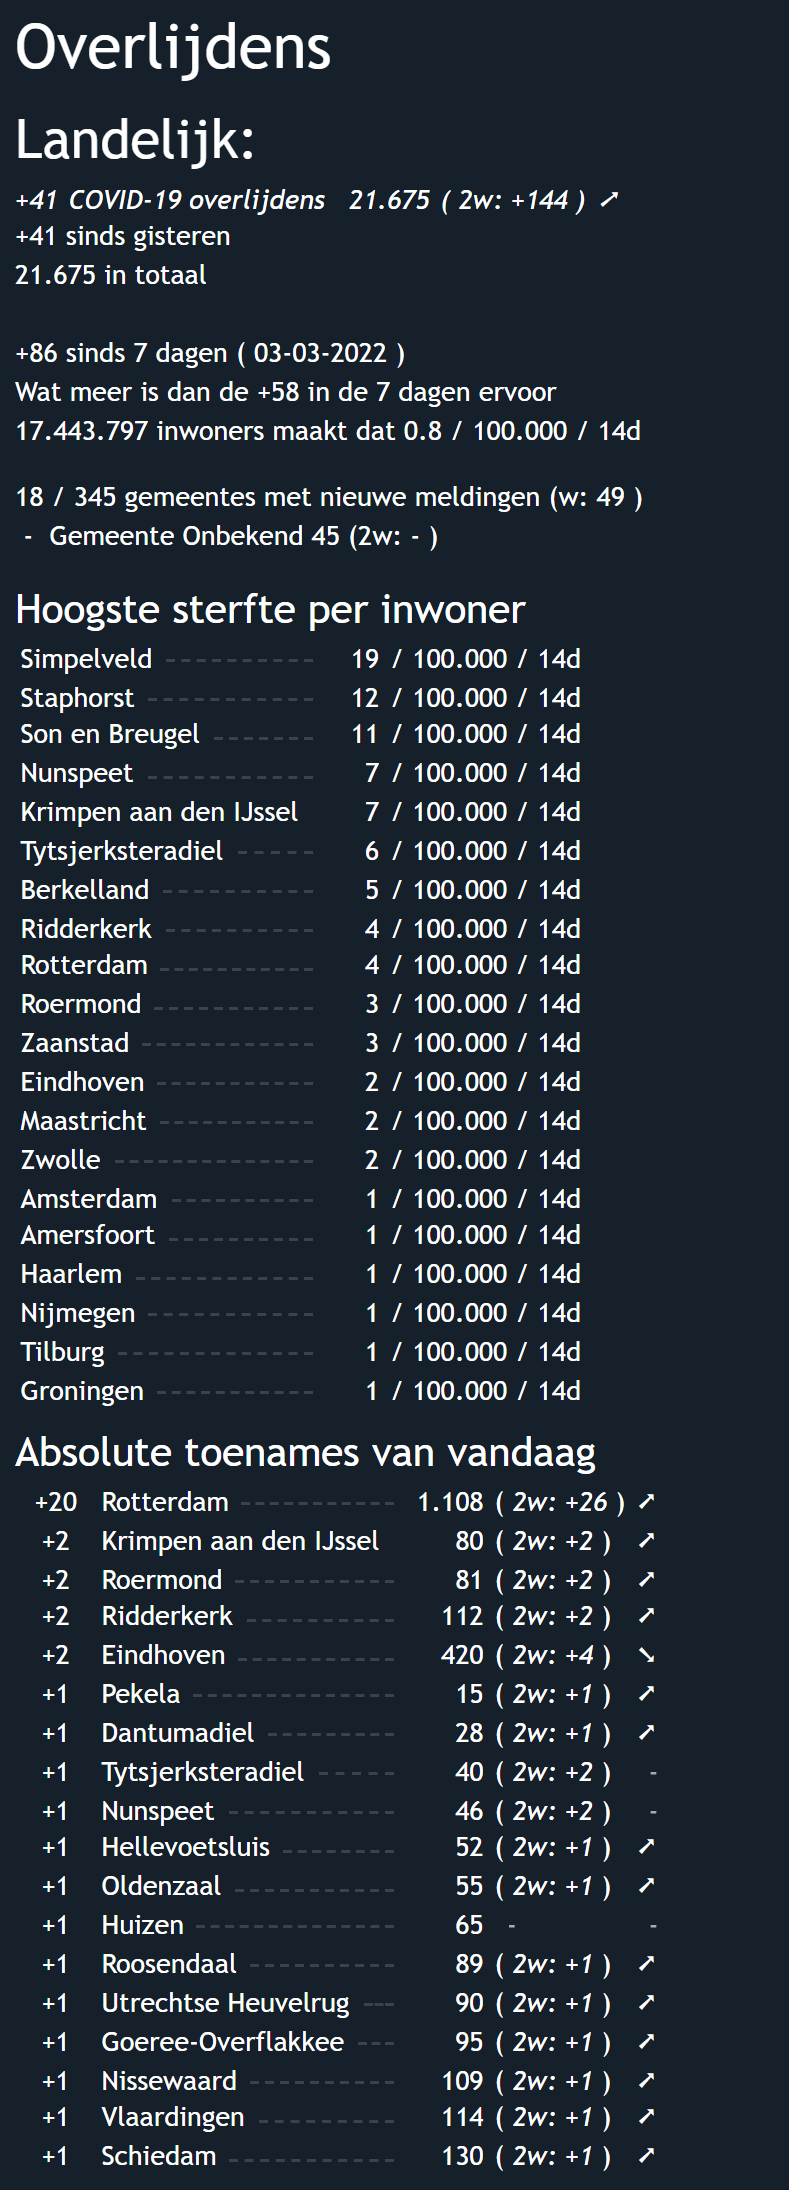 Overlijdens
Landelijk:
+41 COVID-19 overlijdens 21.675 ( 2w: +144 ) ➚
+41 sinds gisteren
21.675 in totaal
+86 sinds 7 dagen ( 03-03-2022 )
Wat meer is dan de +58 in de 7 dagen ervoor
17.443.797 inwoners maakt dat 0.8 / 100.000 / 14d
18 / 345 gemeentes met nieuwe meldingen (w: 49 )
- Gemeente Onbekend 45 (2w: - )
Hoogste sterfte per inwoner
Simpelveld ---------- 19 / 100.000 / 14d
Staphorst ----------- 12 / 100.000 / 14d
Son en Breugel ------- 11 / 100.000 / 14d
Nunspeet ----------- 7 / 100.000 / 14d
Krimpen aan den IJssel 7 / 100.000 / 14d
Tytsjerksteradiel ----- 6 / 100.000 / 14d
Berkelland ---------- 5 / 100.000 / 14d
Ridderkerk ---------- 4 / 100.000 / 14d
Rotterdam ----------- 4 / 100.000 / 14d
Roermond ----------- 3 / 100.000 / 14d
Zaanstad ------------ 3 / 100.000 / 14d
Eindhoven ----------- 2 / 100.000 / 14d
Maastricht ----------- 2 / 100.000 / 14d
Zwolle -------------- 2 / 100.000 / 14d
Amsterdam ---------- 1 / 100.000 / 14d
Amersfoort ---------- 1 / 100.000 / 14d
Haarlem ------------ 1 / 100.000 / 14d
Nijmegen ----------- 1 / 100.000 / 14d
Tilburg ------------- 1 / 100.000 / 14d
Groningen ----------- 1 / 100.000 / 14d
Absolute toenames van vandaag
+20 Rotterdam ----------- 1.108 ( 2w: +26 ) ➚
+2 Krimpen aan den IJssel 80 ( 2w: +2 ) ➚
+2 Roermond ----------- 81 ( 2w: +2 ) ➚
+2 Ridderkerk ---------- 112 ( 2w: +2 ) ➚
+2 Eindhoven ----------- 420 ( 2w: +4 ) ➘
+1 Pekela -------------- 15 ( 2w: +1 ) ➚
+1 Dantumadiel --------- 28 ( 2w: +1 ) ➚
+1 Tytsjerksteradiel ----- 40 ( 2w: +2 ) -
+1 Nunspeet ----------- 46 ( 2w: +2 ) -
+1 Hellevoetsluis -------- 52 ( 2w: +1 ) ➚
+1 Oldenzaal ----------- 55 ( 2w: +1 ) ➚
+1 Huizen -------------- 65 - -
+1 Roosendaal ---------- 89 ( 2w: +1 ) ➚
+1 Utrechtse Heuvelrug --- 90 ( 2w: +1 ) ➚
+1 Goeree-Overflakkee --- 95 ( 2w: +1 ) ➚
+1 Nissewaard ---------- 109 ( 2w: +1 ) ➚
+1 Vlaardingen ---------- 114 ( 2w: +1 ) ➚
+1 Schiedam ------------ 130 ( 2w: +1 ) ➚